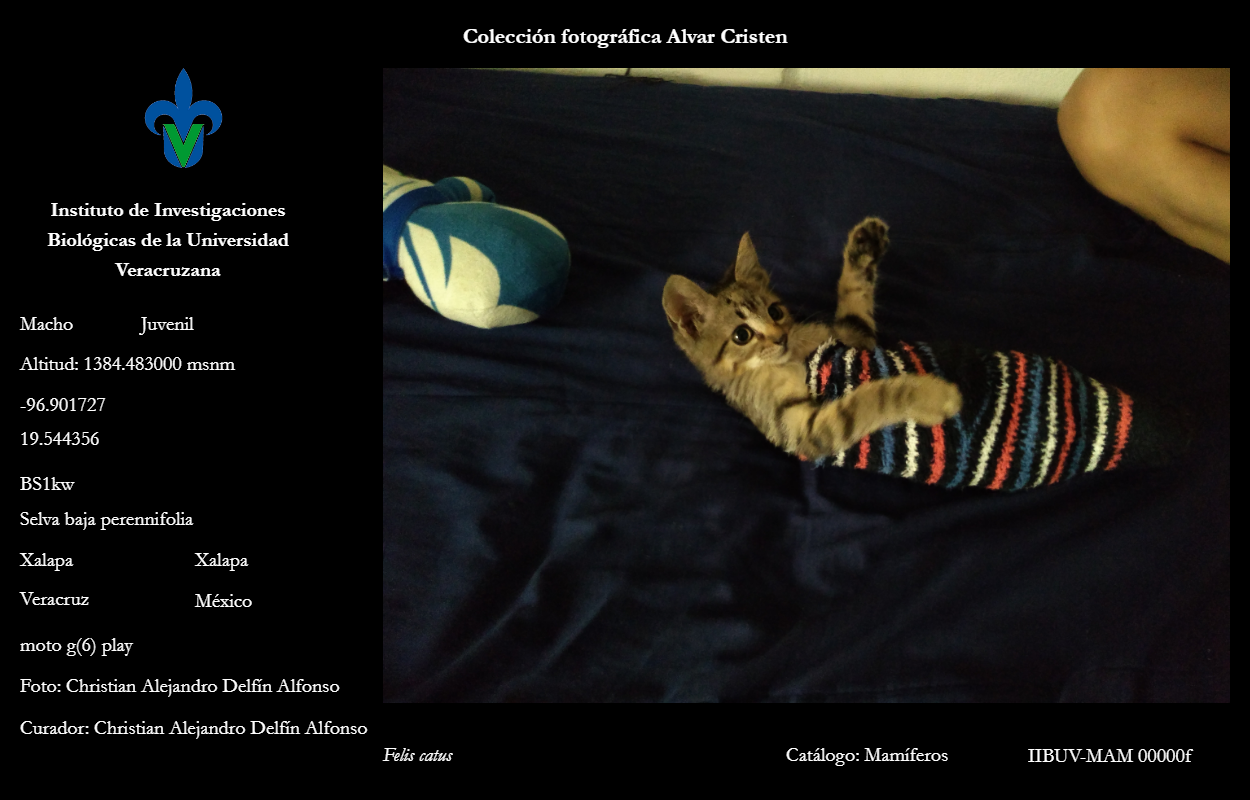 Colección fotográfica Alvar Cristen
Instituto de Investigaciones
Biológicas de la Universidad
Veracruzana
Macho Juvenil
Altitud: 1384.483000 msnm
-96.901727
19.544356
BS1kw
Selva baja perennifolia
Xalapa Xalapa
Veracruz México
moto g(6) play
Foto: Christian Alejandro Delfín Alfonso
Curador: Christian Alejandro Delfín Alfonso
Felis catus Catálogo: Mamíferos IIBUV-MAM 00000f